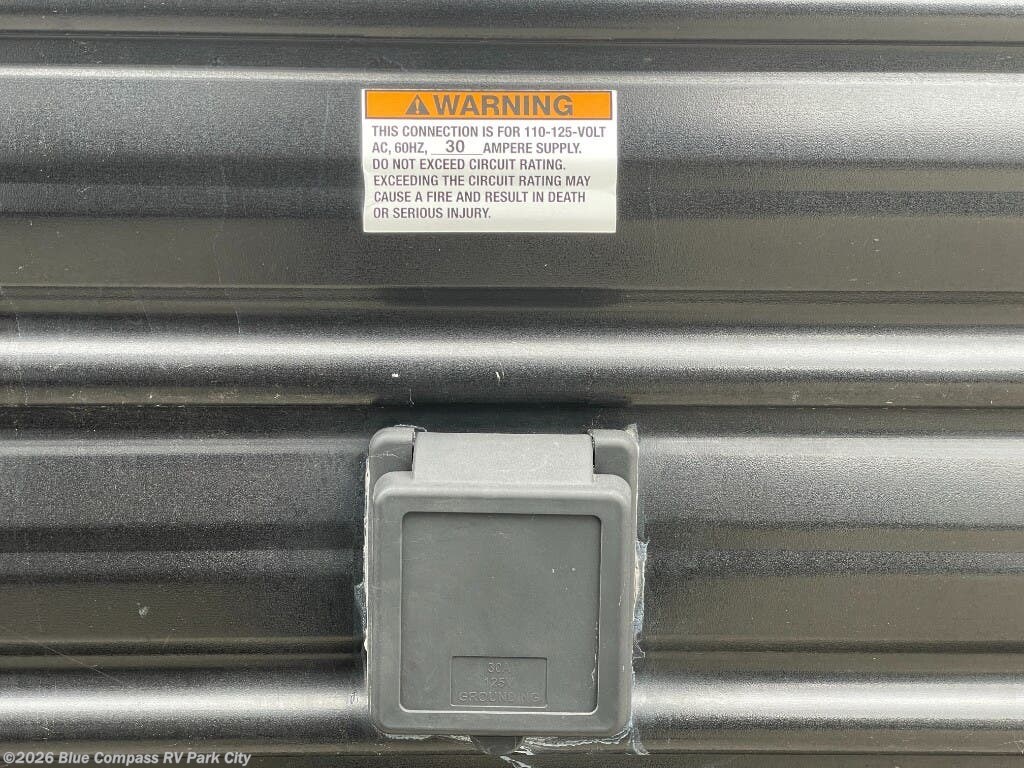 ⚠WARNING
THIS CONNECTION IS FOR 110-125-VOLT
AC, 60HZ, 30 AMPERE SUPPLY.
DO NOT EXCEED CIRCUIT RATING.
EXCEEDING THE CIRCUIT RATING MAY
CAUSE A FIRE AND RESULT IN DEATH
OR SERIOUS INJURY.
30A
125V
GROUNDING
©2026 Blue Compass RV Park City